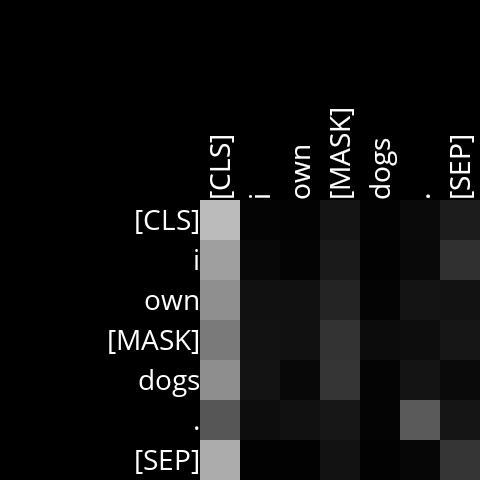 [CLS] i own [MASK] dogs . [SEP]
[CLS]
i
own
[MASK]
dogs
.
[SEP]